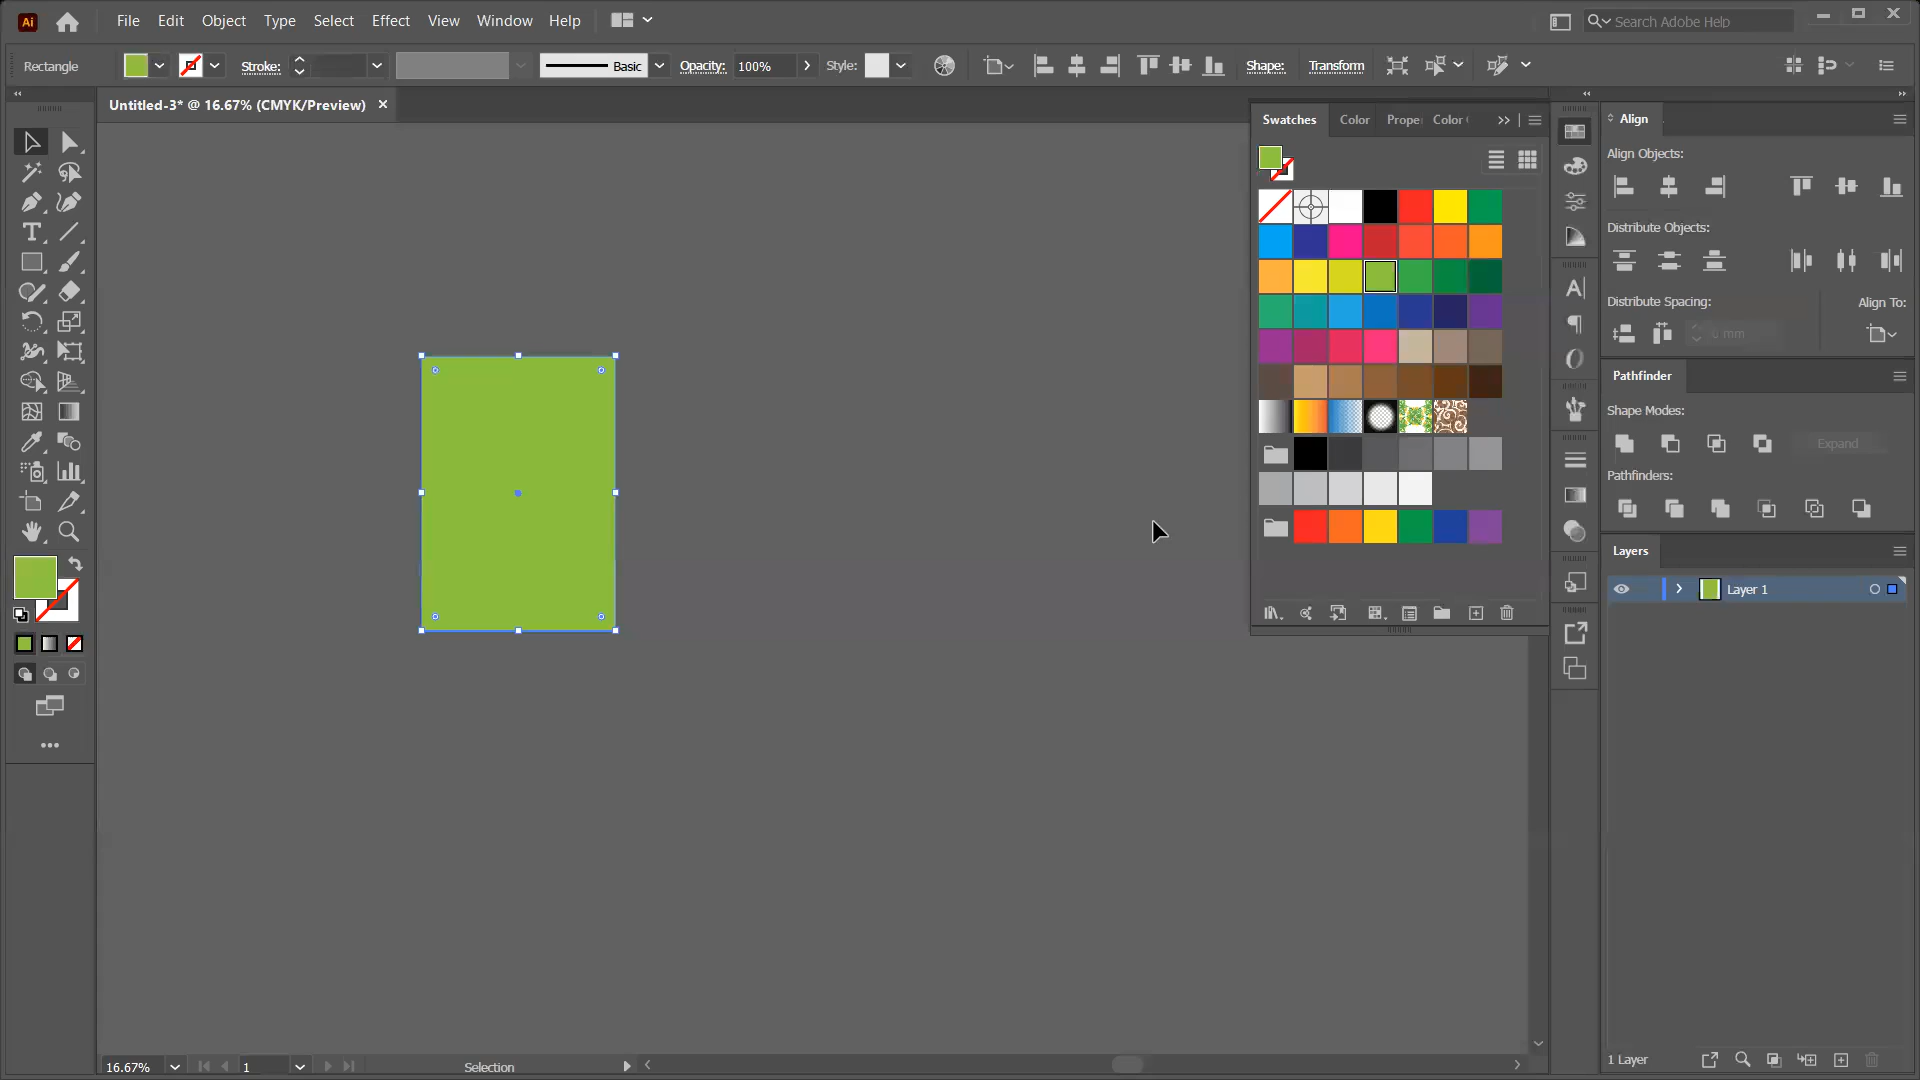 Ai File Edit Object Type Select Effect View Window Help Search Adobe Help
Rectangle Stroke: Basic Opacity: 100% Style: Shape: Transform
Untitled-3* @ 16.67% (CMYK/Preview)
Swatches Color Prope Color
Align
Align Objects:
Distribute Objects:
Distribute Spacing: Align To:
0 mm
Pathfinder
Shape Modes:
Expand
Pathfinders:
Layers
Layer 1
16.67% 1 Selection
1 Layer